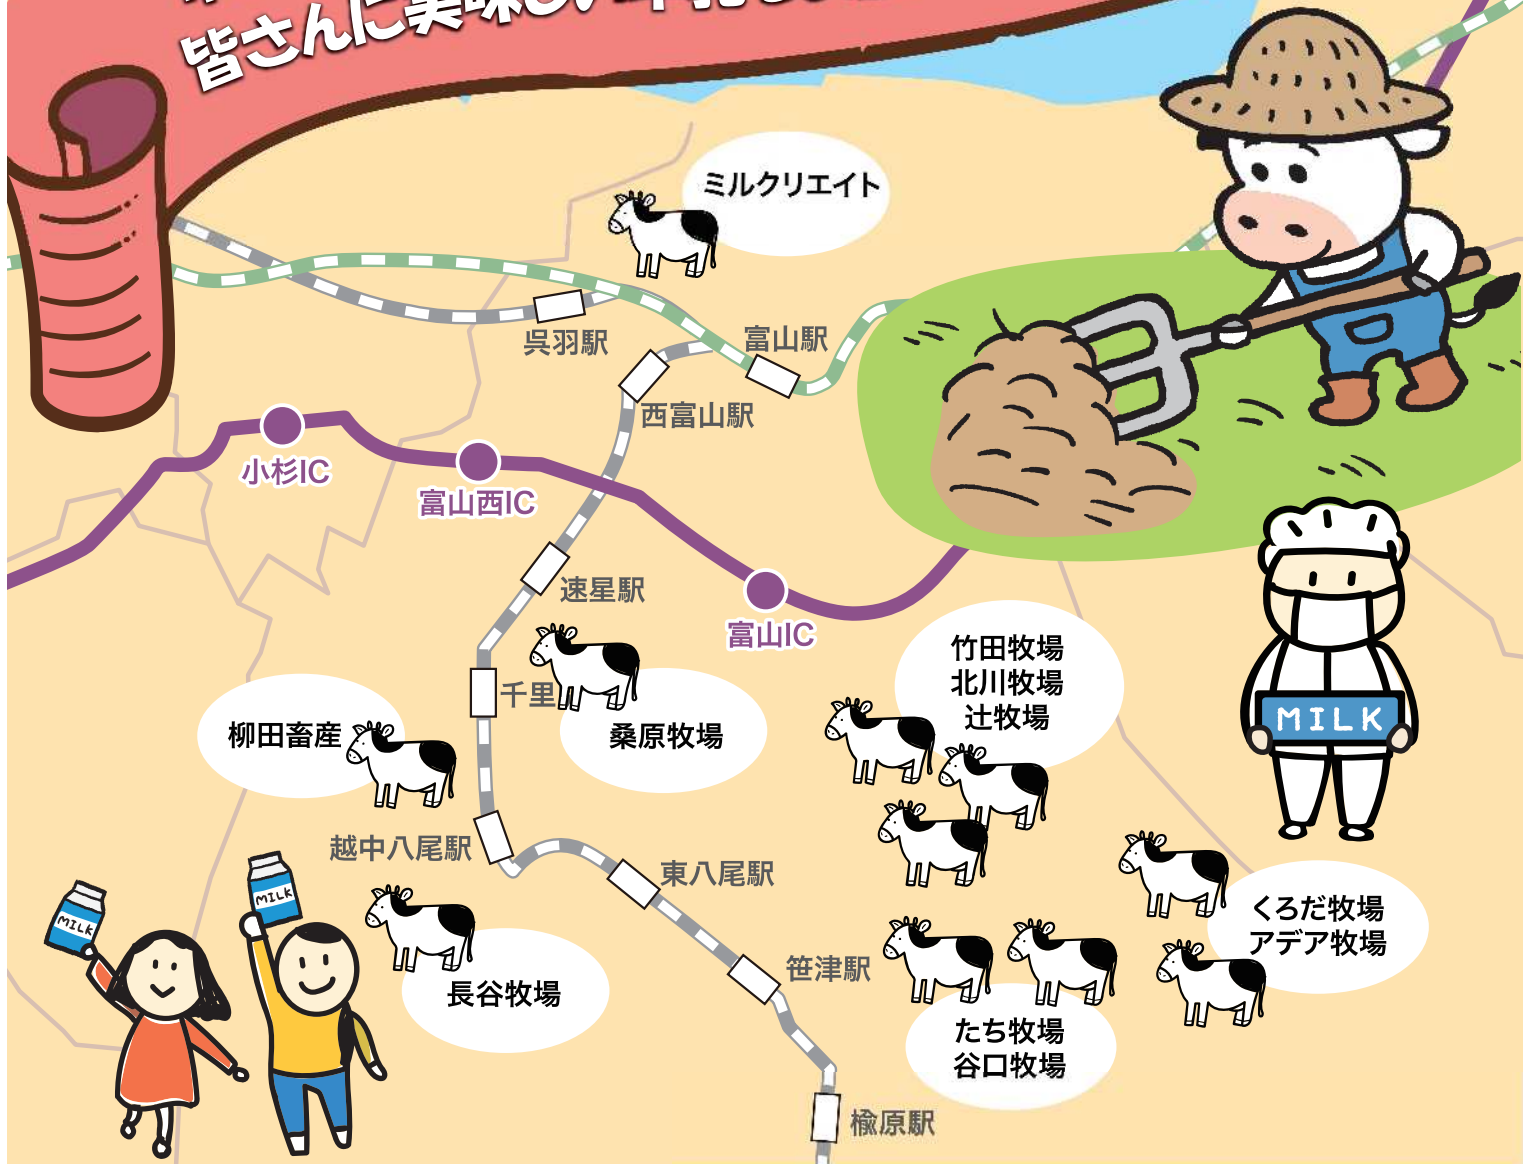 皆さんに美味しい
ミルクリエイト
呉羽駅
富山駅
西富山駅
小杉IC
富山西IC
速星駅
富山IC
千里
竹田牧場
北川牧場
辻牧場
柳田畜産
桑原牧場
MILK
越中八尾駅
東八尾駅
MILK
MILK
くろだ牧場
アデア牧場
長谷牧場
笹津駅
たち牧場
谷口牧場
楡原駅